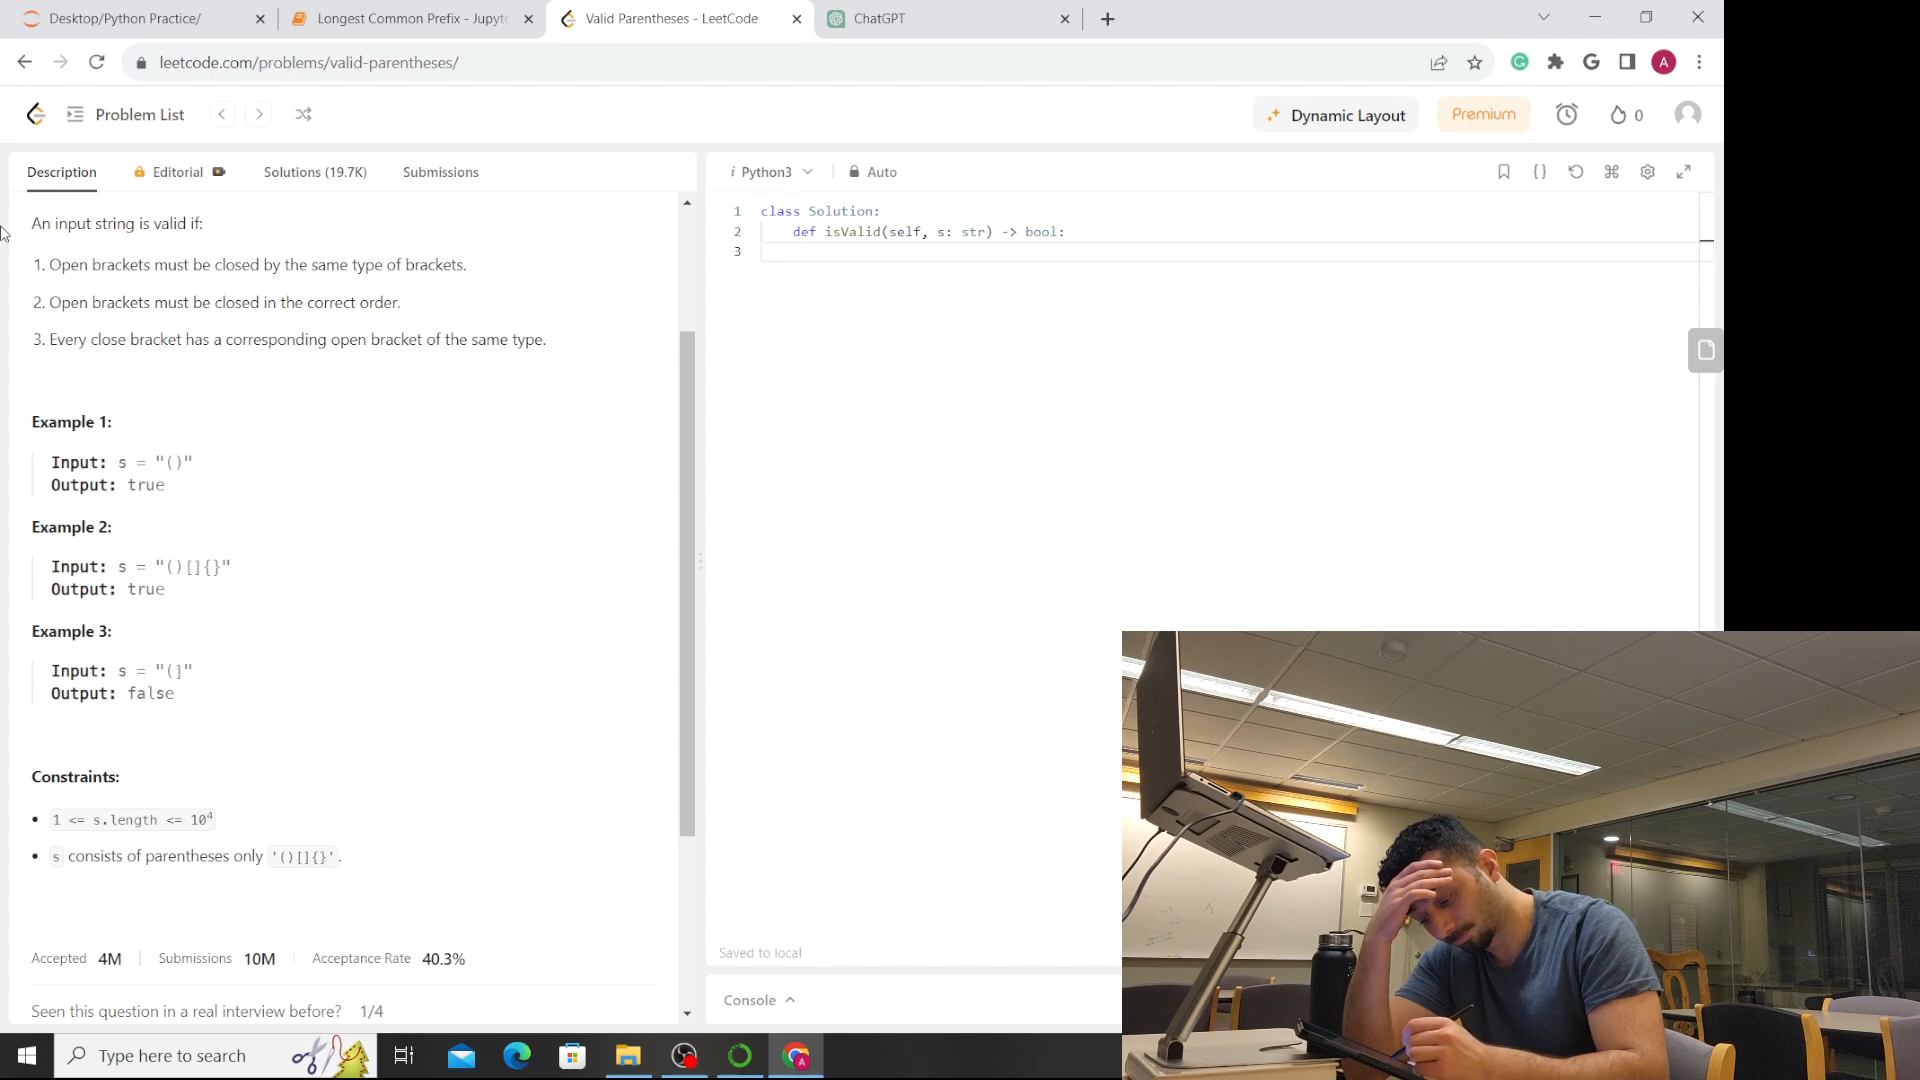 Desktop/Python Practice/
Longest Common Prefix - Jupyte
Valid Parentheses - LeetCode
ChatGPT
leetcode.com/problems/valid-parentheses/
A
Problem List
Dynamic Layout
Premium
0
Description
Editorial
Solutions (19.7K)
Submissions
i Python3
Auto
An input string is valid if:
1. Open brackets must be closed by the same type of brackets.
2. Open brackets must be closed in the correct order.
3. Every close bracket has a corresponding open bracket of the same type.
Example 1:
Input: s = "()"
Output: true
Example 2:
Input: s = "()[]{}"
Output: true
Example 3:
Input: s = "(]"
Output: false
Constraints:
• 1 <= s.length <= 10⁴
• s consists of parentheses only '()[]{}'.
Accepted 4M
Submissions 10M
Acceptance Rate 40.3%
Seen this question in a real interview before? 1/4
1 class Solution:
2 def isValid(self, s: str) -> bool:
3
Saved to local
Console
Type here to search
A